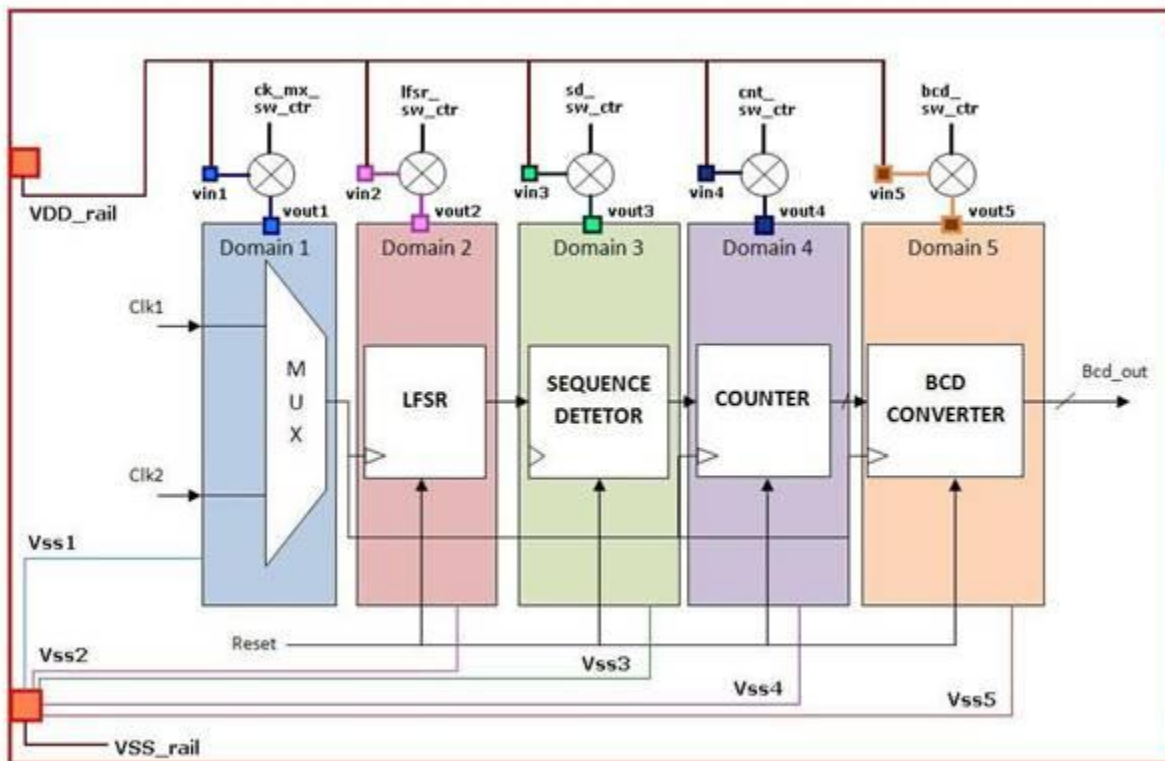 ck_mx_
sw_ctr
lfsr_
sw_ctr
sd_
sw_ctr
cnt_
sw_ctr
bcd_
sw_ctr
vin1
vin2
vin3
vin4
vin5
VDD_rail
vout1
vout2
vout3
vout4
vout5
Domain 1
Domain 2
Domain 3
Domain 4
Domain 5
Clk1
M
U
X
LFSR
SEQUENCE
DETETOR
COUNTER
BCD
CONVERTER
Bcd_out
Clk2
Vss1
Reset
Vss2
Vss3
Vss4
Vss5
VSS_rail